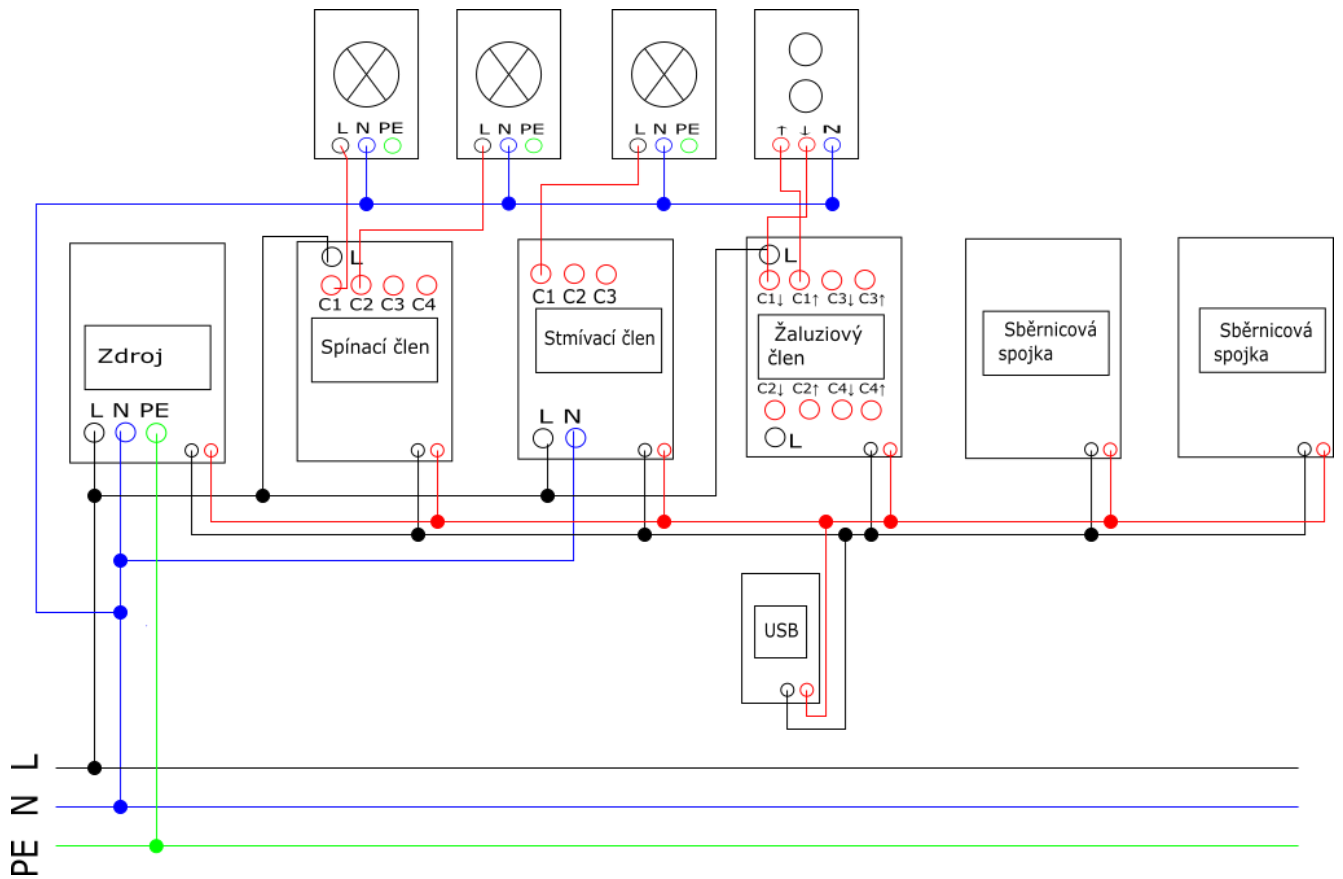 L N PE
L N PE
L N PE
↑ ↓ N
L
L
C1 C2 C3 C4
C1 C2 C3
C1↓ C1↑ C3↓ C3↑
Zdroj
Spínací člen
Stmívací člen
Žaluziový
člen
Sběrnicová
spojka
Sběrnicová
spojka
C2↓ C2↑ C4↓ C4↑
L N PE
L N
L
USB
L
N
PE